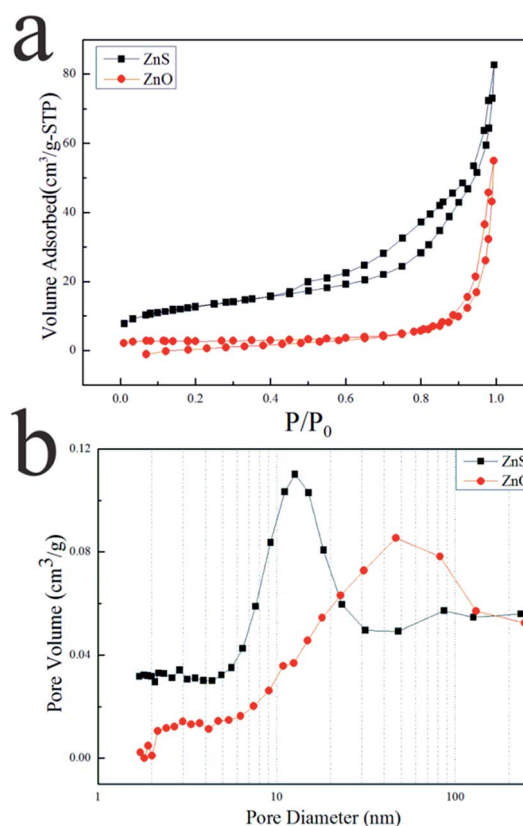 a
ZnS
ZnO
80
60
40
20
0
Volume Adsorbed(cm³/g-STP)
0.0 0.2 0.4 0.6 0.8 1.0
P/P₀
b
ZnS
ZnO
0.12
0.08
0.04
0.00
Pore Volume (cm³/g)
1 10 100
Pore Diameter (nm)